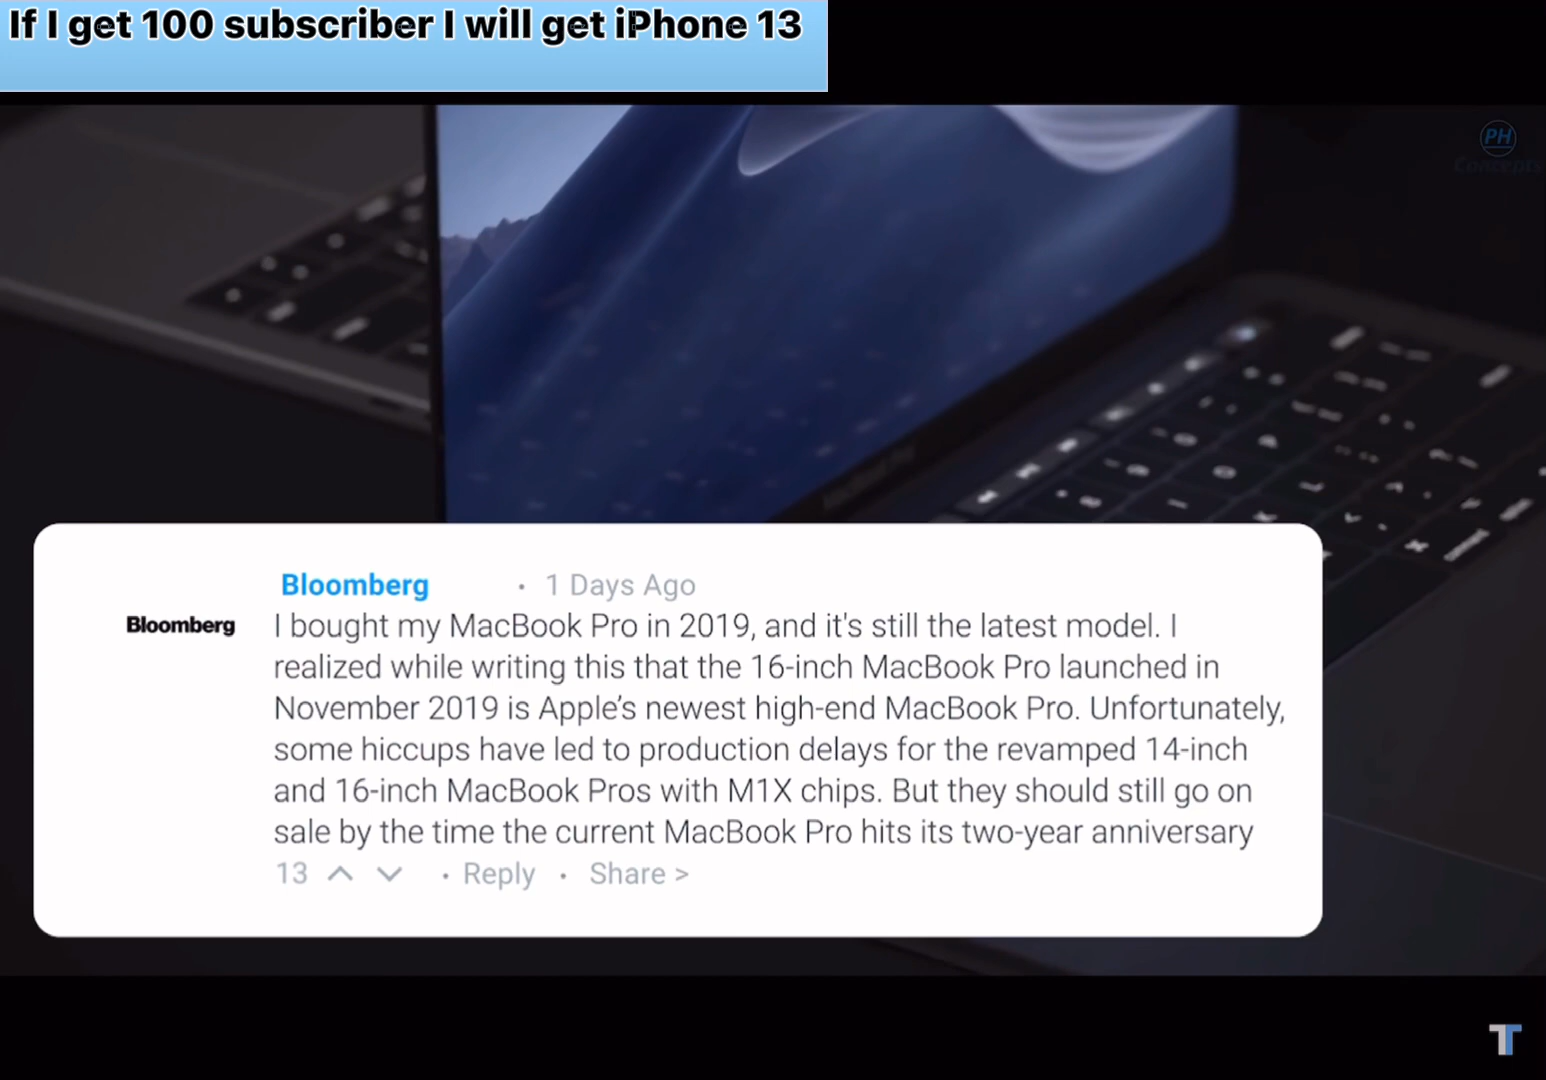 If I get 100 subscriber I will get iPhone 13
PH
Concepts
Bloomberg · 1 Days Ago
Bloomberg
I bought my MacBook Pro in 2019, and it's still the latest model. I
realized while writing this that the 16-inch MacBook Pro launched in
November 2019 is Apple’s newest high-end MacBook Pro. Unfortunately,
some hiccups have led to production delays for the revamped 14-inch
and 16-inch MacBook Pros with M1X chips. But they should still go on
sale by the time the current MacBook Pro hits its two-year anniversary
13 · Reply · Share >
TT